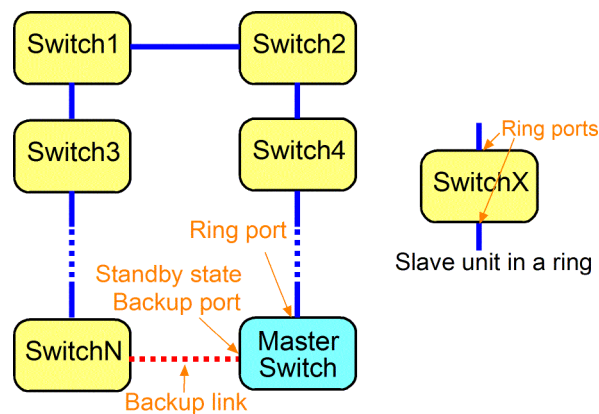 Switch1
Switch2
Switch3
Switch4
Ring ports
SwitchX
Ring port
Slave unit in a ring
Standby state
Backup port
SwitchN
Master
Switch
Backup link